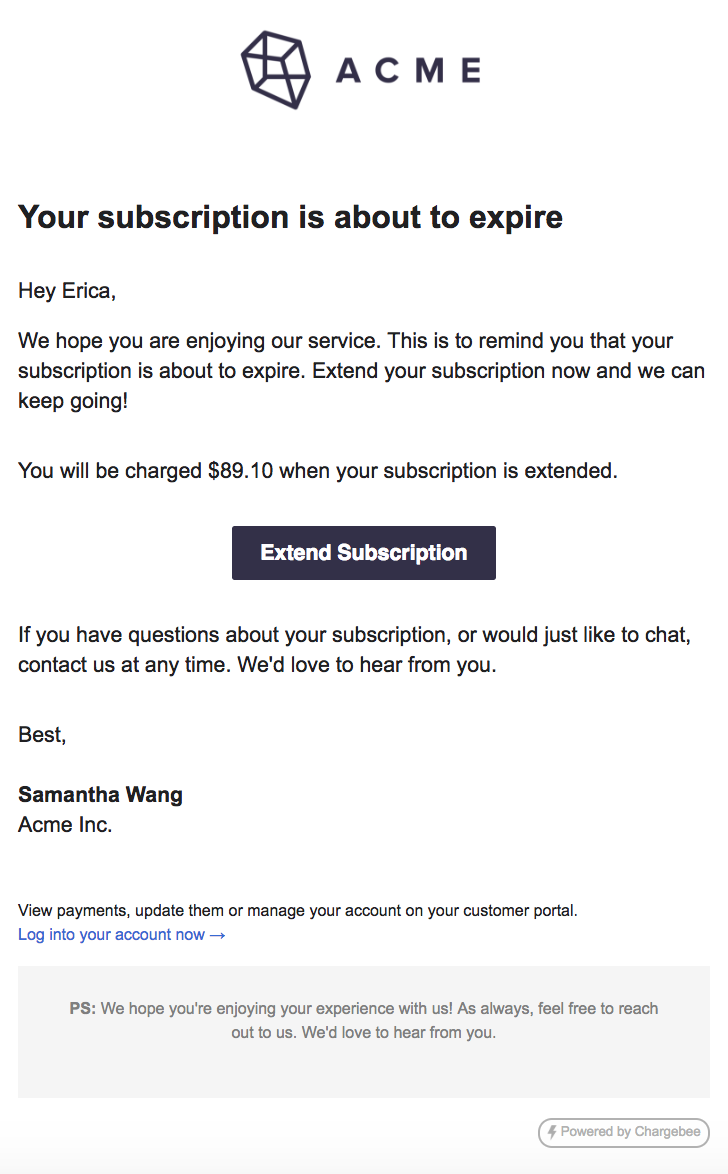 ACME
Your subscription is about to expire
Hey Erica,
We hope you are enjoying our service. This is to remind you that your
subscription is about to expire. Extend your subscription now and we can
keep going!
You will be charged $89.10 when your subscription is extended.
Extend Subscription
If you have questions about your subscription, or would just like to chat,
contact us at any time. We'd love to hear from you.
Best,
Samantha Wang
Acme Inc.
View payments, update them or manage your account on your customer portal.
Log into your account now →
PS: We hope you're enjoying your experience with us! As always, feel free to reach
out to us. We'd love to hear from you.
Powered by Chargebee